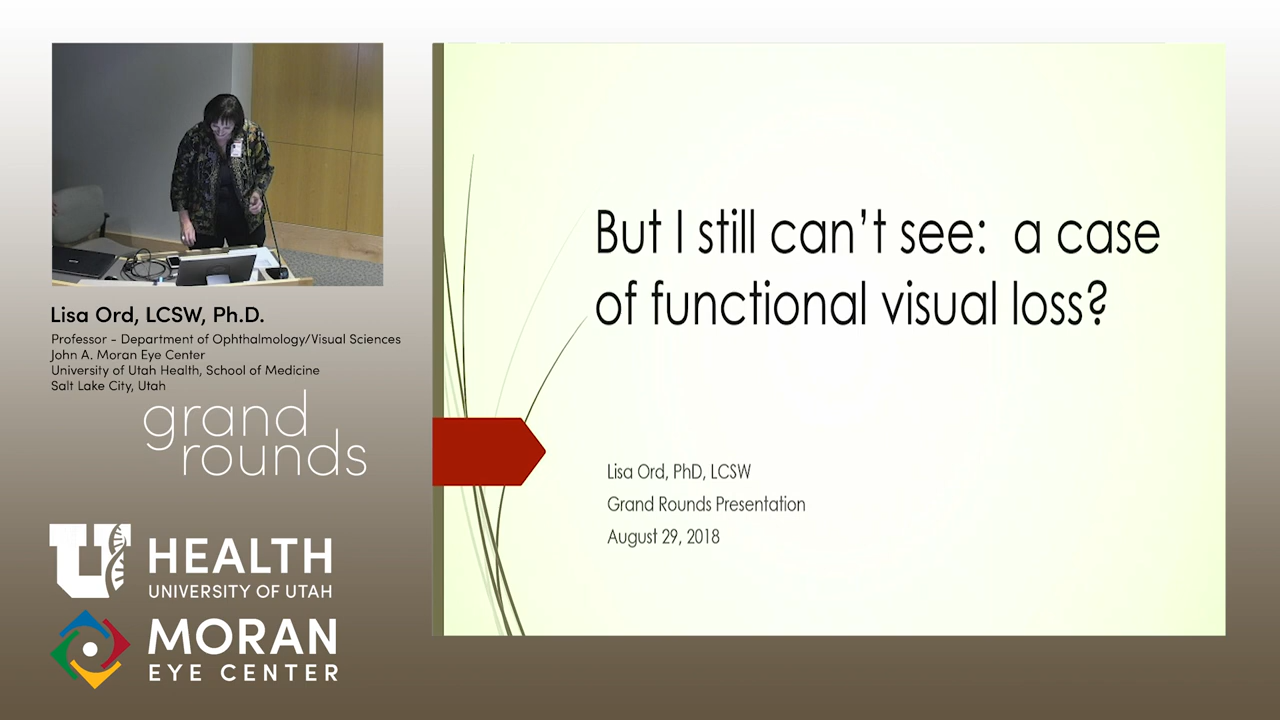 Lisa Ord, LCSW, Ph.D.
Professor - Department of Ophthalmology/Visual Sciences
John A. Moran Eye Center
University of Utah Health, School of Medicine
Salt Lake City, Utah
grand
rounds
U
HEALTH
UNIVERSITY OF UTAH
MORAN
EYE CENTER
But I still can’t see:  a case
of functional visual loss?
Lisa Ord, PhD, LCSW
Grand Rounds Presentation
August 29, 2018